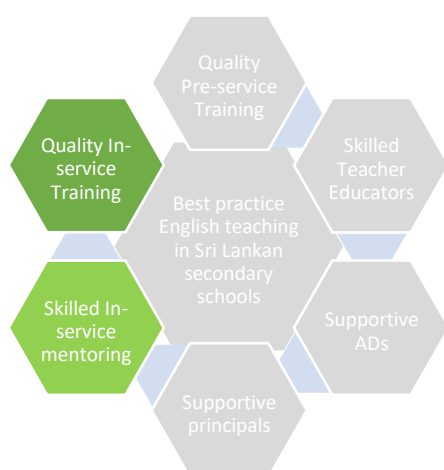 Quality
Pre-service
Training
Quality In-
service
Training
Skilled
Teacher
Educators
Best practice
English teaching
in Sri Lankan
secondary
schools
Skilled In-
service
mentoring
Supportive
ADs
Supportive
principals